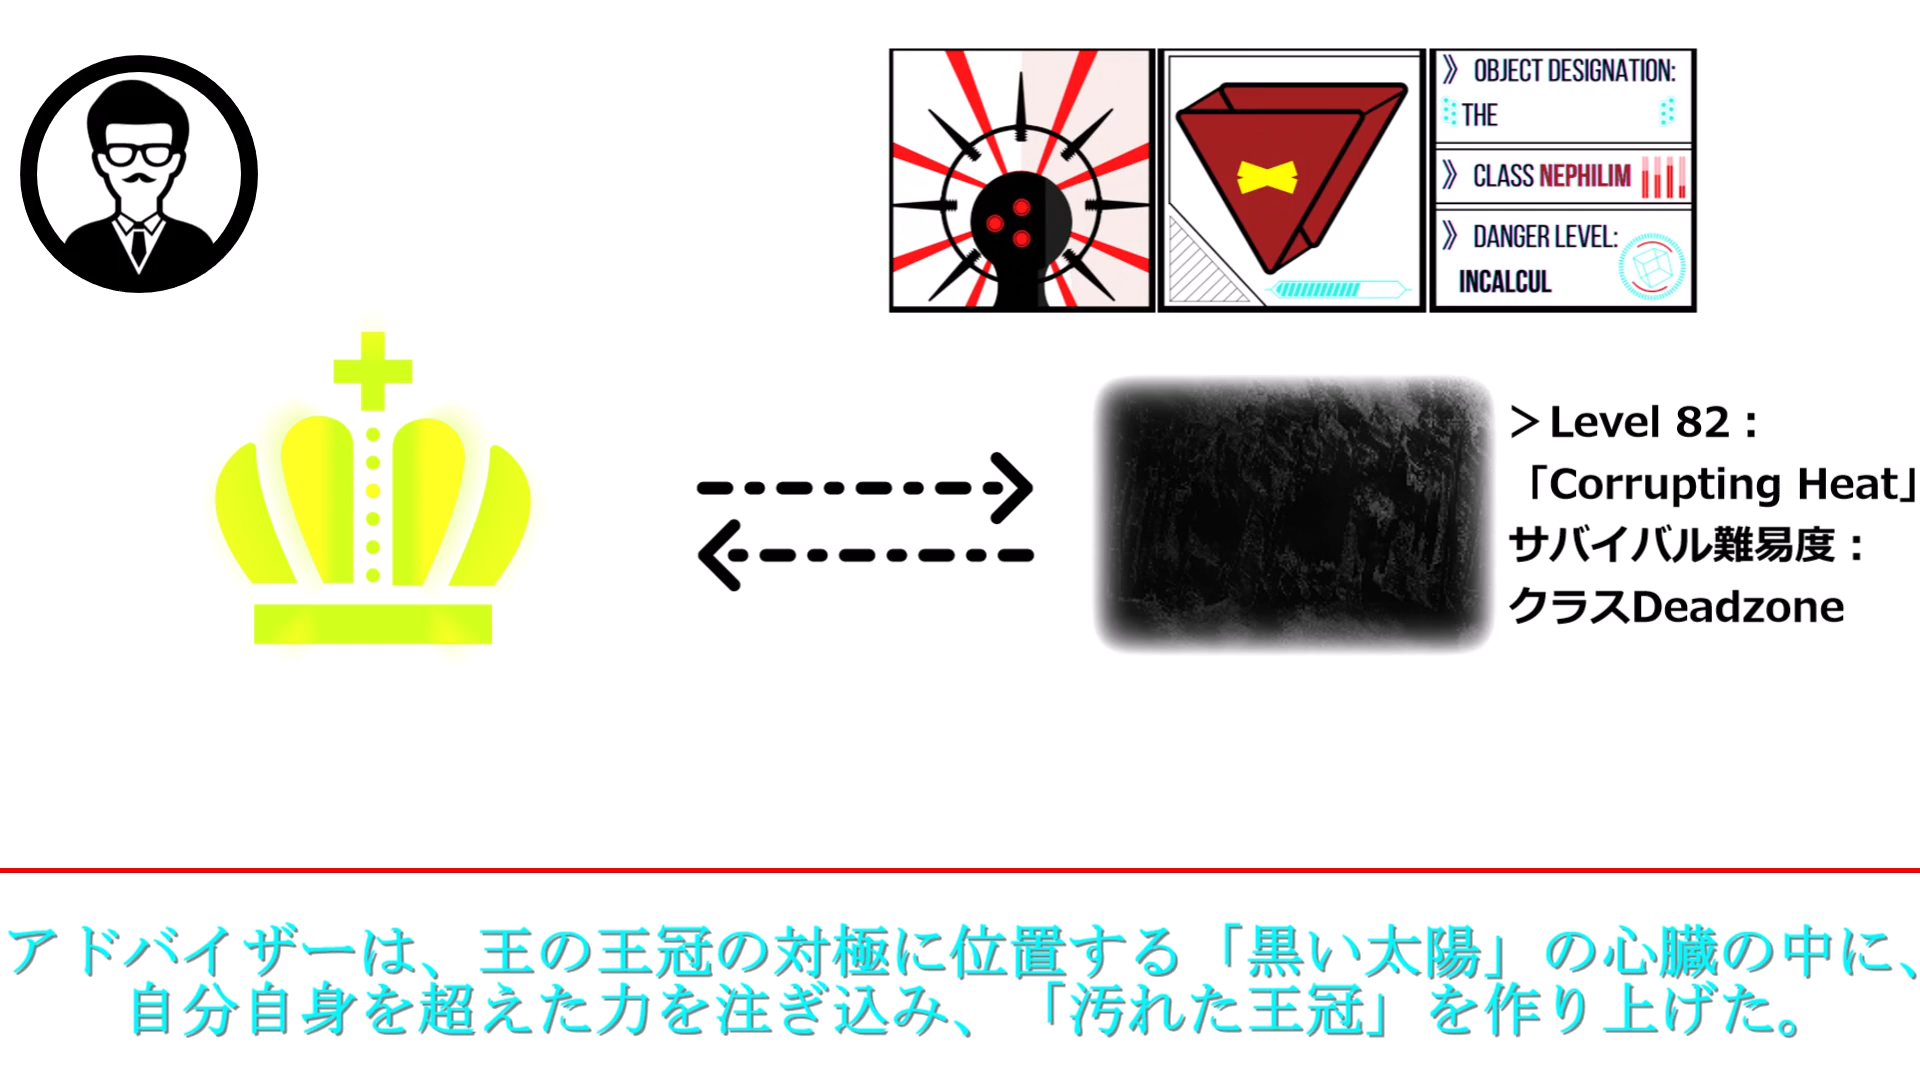 》 OBJECT DESIGNATION:
THE
》 CLASS NEPHILIM
》 DANGER LEVEL:
INCALCUL
＞Level 82：
「Corrupting Heat」
サバイバル難易度：
クラスDeadzone
アドバイザーは、王の王冠の対極に位置する「黒い太陽」の心臓の中に、
自分自身を超えた力を注ぎ込み、「汚れた王冠」を作り上げた。